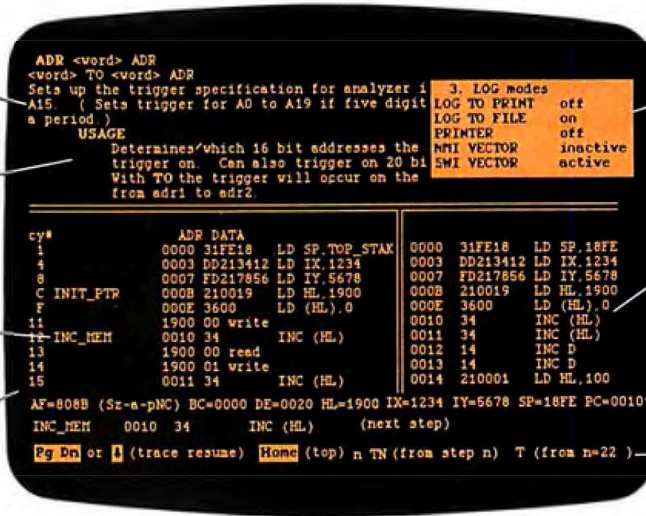 ADR <word> ADR
<word> TO <word> ADR
Sets up the trigger specification for analyzer i
A15. ( Sets trigger for A0 to A19 if five digit
a period.)
USAGE
Determines which 16 bit addresses the
trigger on. Can also trigger on 20 bi
With TO the trigger will occur on the
from adr1 to adr2.
3. LOG modes
LOG TO PRINT off
LOG TO FILE on
PRINTER off
NMI VECTOR inactive
SWI VECTOR active
cy# ADR DATA
1 0000 31FE18 LD SP,TOP_STAK
4 0003 DD213412 LD IX,1234
8 0007 FD217856 LD IY,5678
C INIT_PTR 000B 210019 LD HL,1900
F 000E 3600 LD (HL),0
11 1900 00 write
12 INC_MEM 0010 34 INC (HL)
13 1900 00 read
14 1900 01 write
15 0011 34 INC (HL)
0000 31FE18 LD SP,18FE
0003 DD213412 LD IX,1234
0007 FD217856 LD IY,5678
000B 210019 LD HL,1900
000E 3600 LD (HL),0
0010 34 INC (HL)
0011 34 INC (HL)
0012 14 INC D
0013 14 INC D
0014 210001 LD HL,100
AF=808B (Sz-a-pNC) BC=0000 DE=0020 HL=1900 IX=1234 IY=5678 SP=18FE PC=0010
INC_MEM 0010 34 INC (HL) (next step)
Pg Dn or ↓ (trace resume) Home (top) n TN (from step n) T (from n=22 )